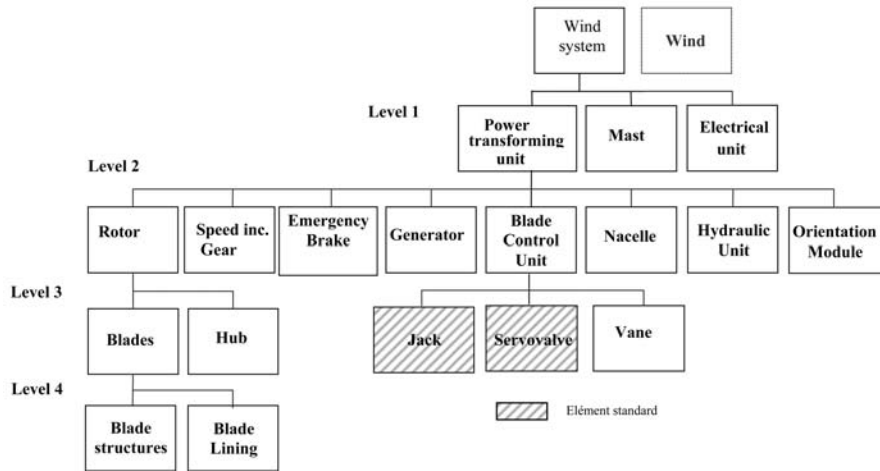 Wind
system
Wind
Level 1
Power
transforming
unit
Mast
Electrical
unit
Level 2
Rotor
Speed inc.
Gear
Emergency
Brake
Generator
Blade
Control
Unit
Nacelle
Hydraulic
Unit
Orientation
Module
Level 3
Blades
Hub
Jack
Servovalve
Vane
Level 4
Blade
structures
Blade
Lining
Elément standard